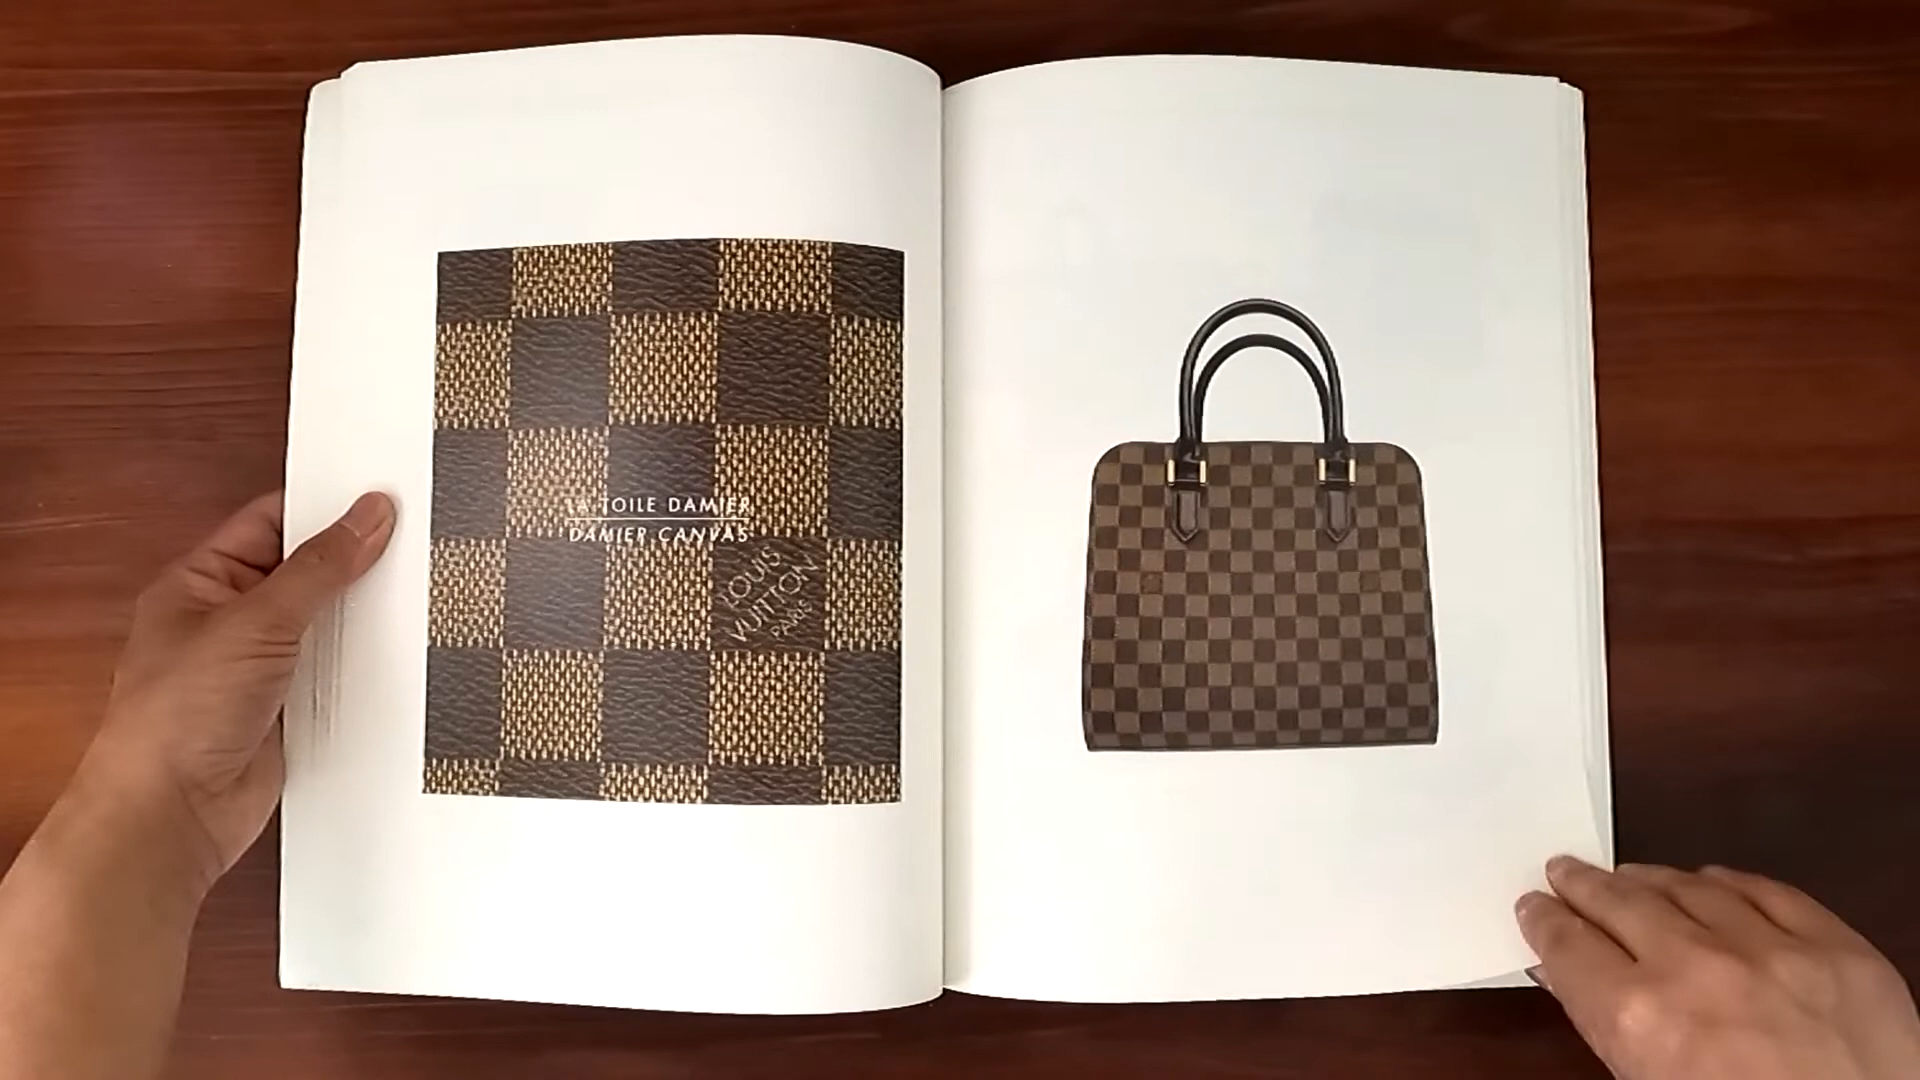 LA TOILE DAMIER
DAMIER CANVAS
LOUIS
VUITTON
PARIS